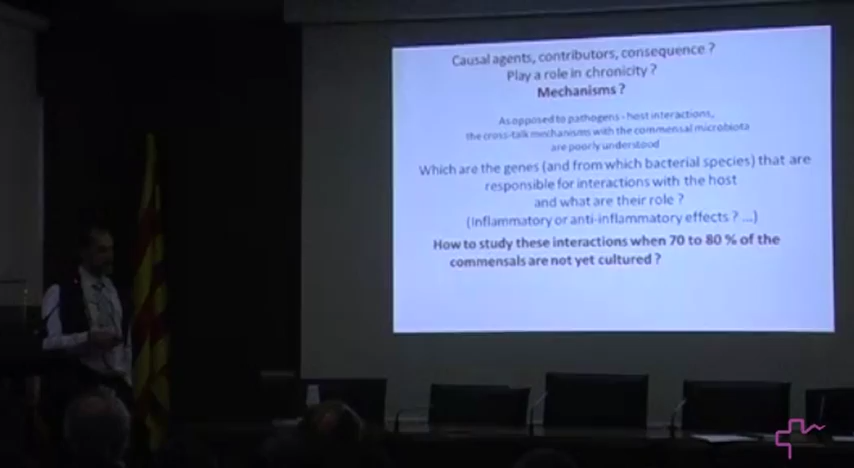 Causal agents, contributors, consequence ?
Play a role in chronicity ?
Mechanisms ?
As opposed to pathogens - host interactions,
the cross-talk mechanisms with the commensal microbiota
are poorly understood
Which are the genes (and from which bacterial species) that are
responsible for interactions with the host
and what are their role ?
(Inflammatory or anti-inflammatory effects ? ...)
How to study these interactions when 70 to 80 % of the
commensals are not yet cultured ?